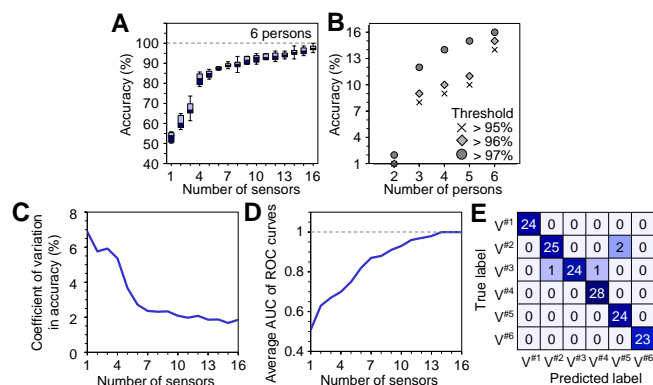 A
6 persons
Accuracy (%)
100
90
80
70
60
50
40
1 4 7 10 13 16
Number of sensors
B
Accuracy (%)
16
13
10
7
4
1
Threshold
> 95%
> 96%
> 97%
2 3 4 5 6
Number of persons
C
Coefficient of variation
in accuracy (%)
8
6
4
2
0
1 4 7 10 13 16
Number of sensors
D
Average AUC of ROC curves
1
0.8
0.6
0.4
1 4 7 10 13 16
Number of sensors
E
True label
V#1 24 0 0 0 0 0
V#2 0 25 0 0 2 0
V#3 0 1 24 1 0 0
V#4 0 0 0 28 0 0
V#5 0 0 0 0 24 0
V#6 0 0 0 0 0 23
V#1 V#2 V#3 V#4 V#5 V#6
Predicted label